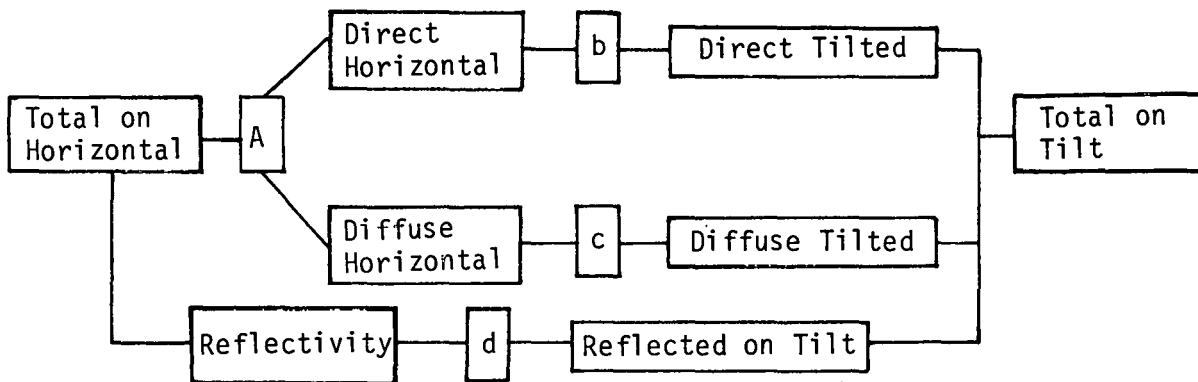 Direct
Horizontal
b
Direct Tilted
Total on
Horizontal
A
Total on
Tilt
Diffuse
Horizontal
c
Diffuse Tilted
Reflectivity
d
Reflected on Tilt